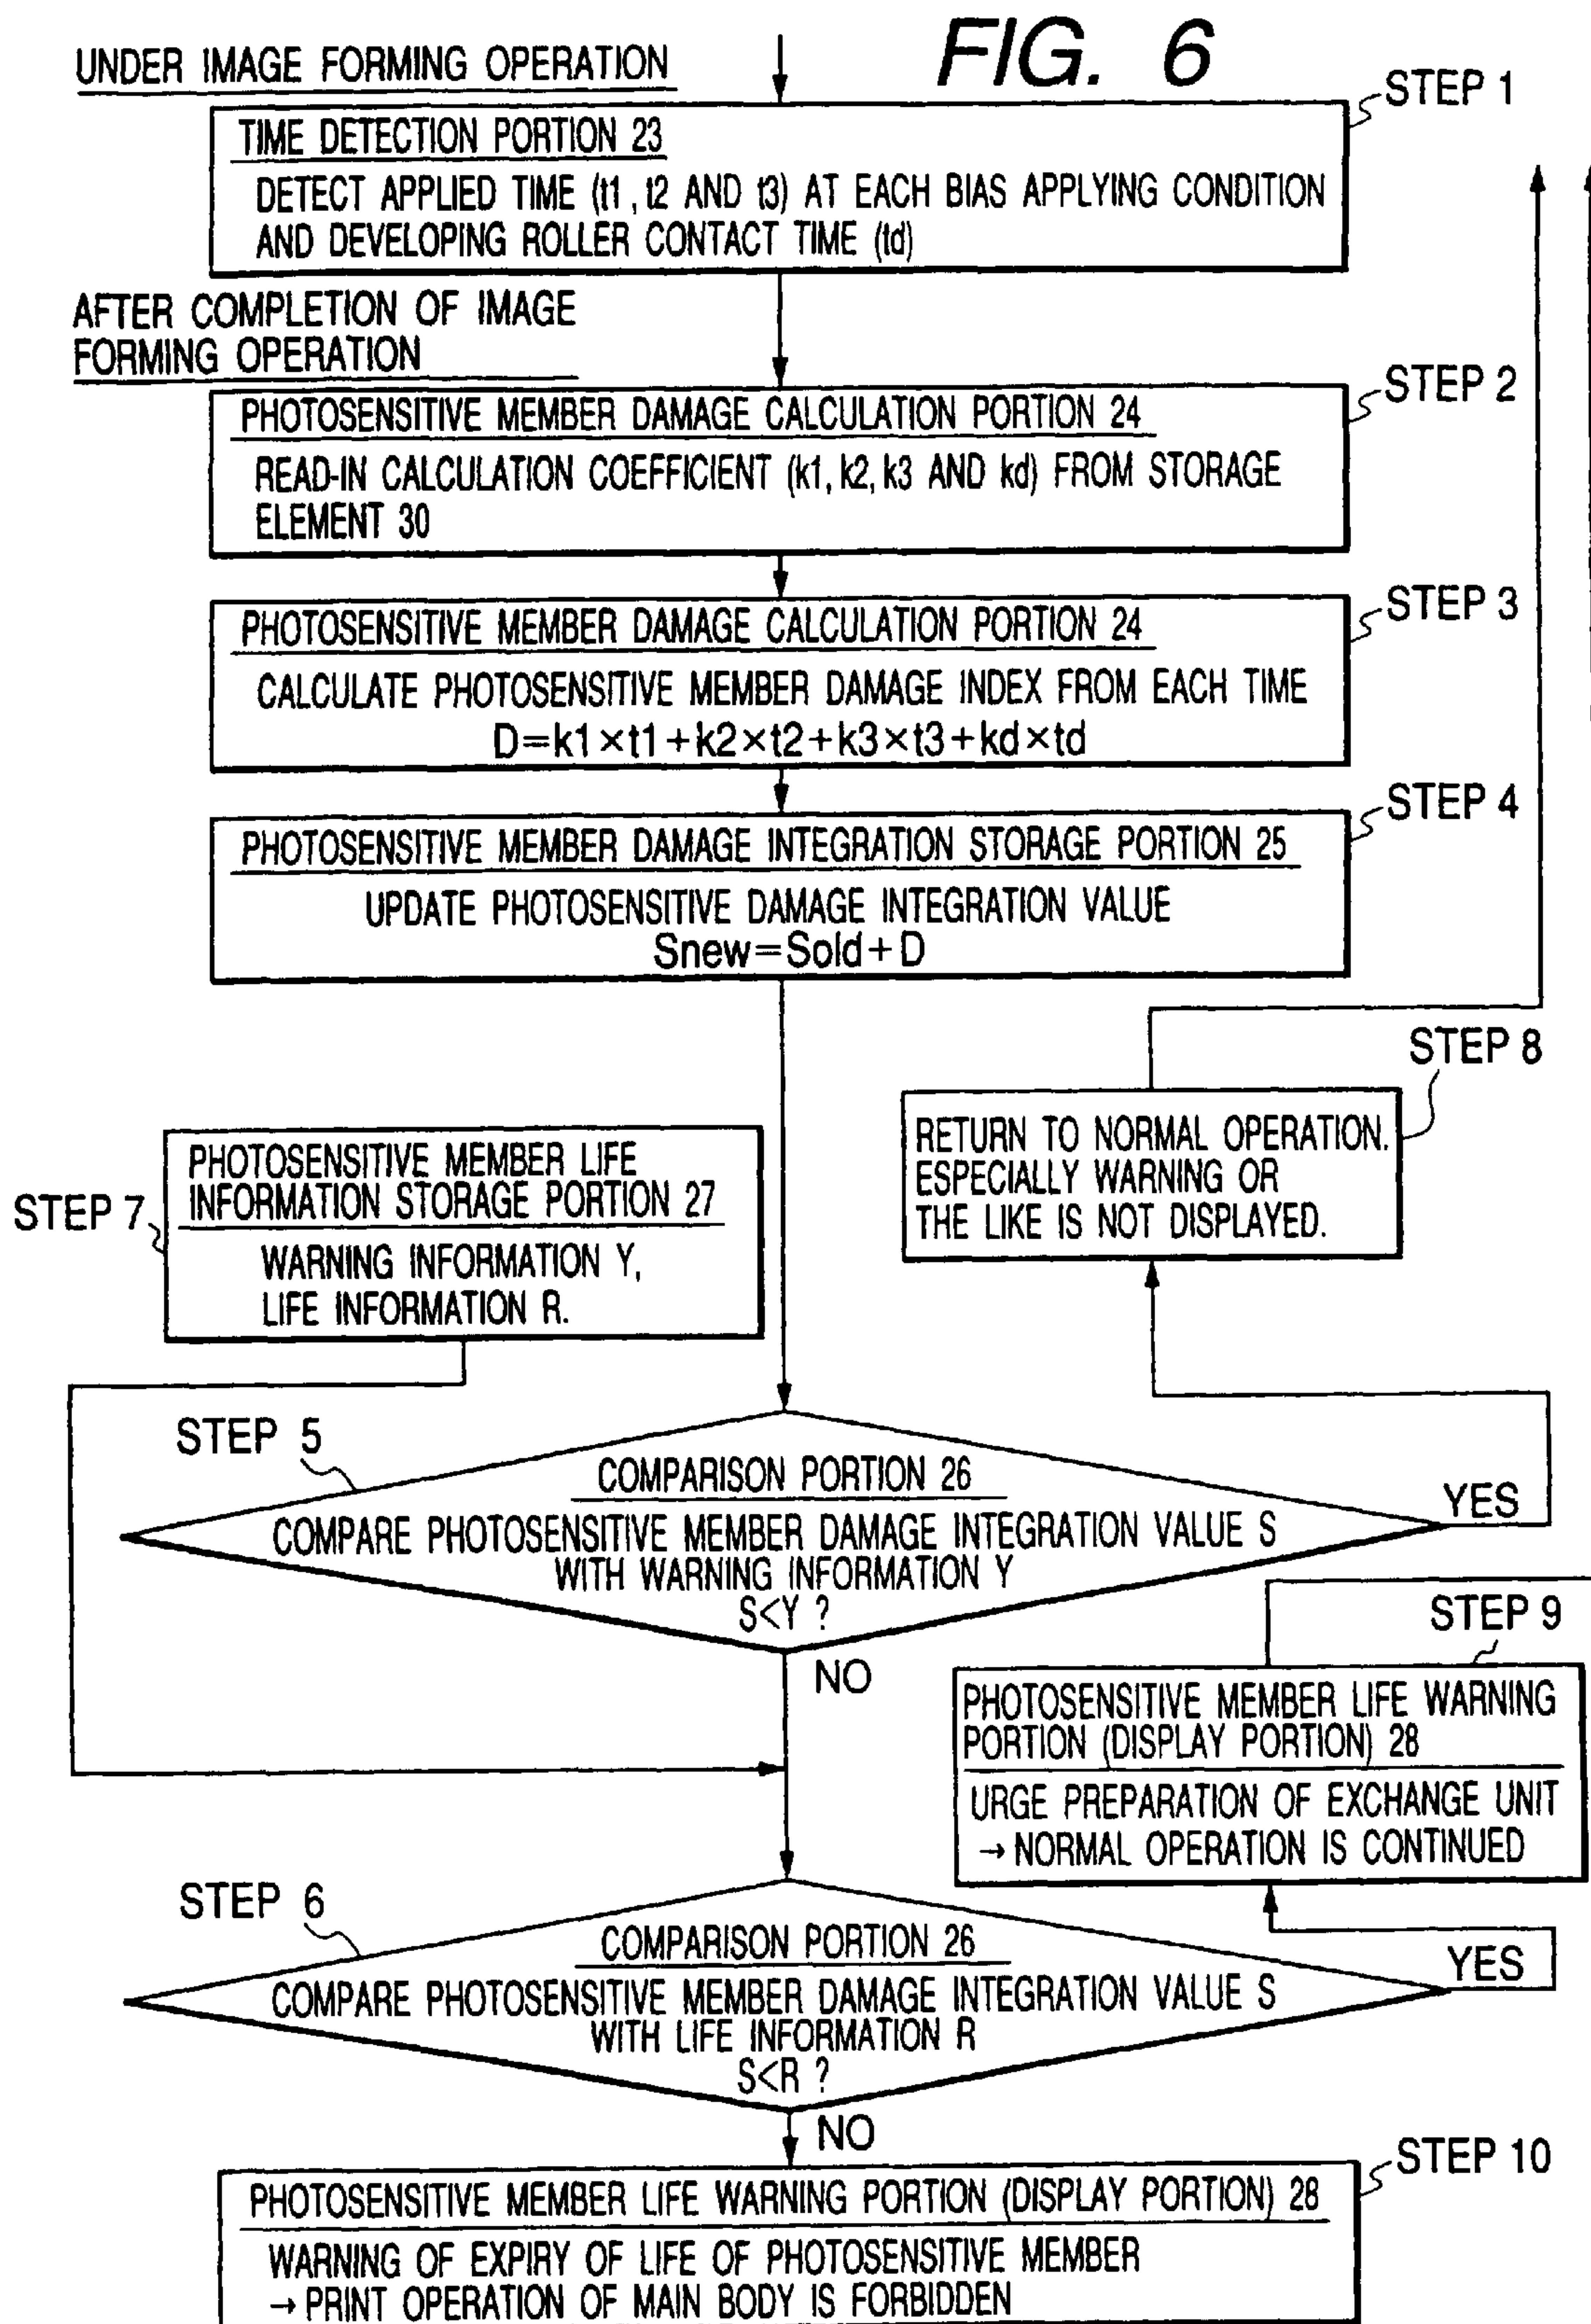 FIG. 6
UNDER IMAGE FORMING OPERATION
STEP 1
TIME DETECTION PORTION 23
DETECT APPLIED TIME (t1, t2 AND t3) AT EACH BIAS APPLYING CONDITION
AND DEVELOPING ROLLER CONTACT TIME (td)
AFTER COMPLETION OF IMAGE
FORMING OPERATION
STEP 2
PHOTOSENSITIVE MEMBER DAMAGE CALCULATION PORTION 24
READ-IN CALCULATION COEFFICIENT (k1, k2, k3 AND kd) FROM STORAGE
ELEMENT 30
STEP 3
PHOTOSENSITIVE MEMBER DAMAGE CALCULATION PORTION 24
CALCULATE PHOTOSENSITIVE MEMBER DAMAGE INDEX FROM EACH TIME
D=k1×t1+k2×t2+k3×t3+kd×td
STEP 4
PHOTOSENSITIVE MEMBER DAMAGE INTEGRATION STORAGE PORTION 25
UPDATE PHOTOSENSITIVE DAMAGE INTEGRATION VALUE
Snew=Sold+D
STEP 8
RETURN TO NORMAL OPERATION.
ESPECIALLY WARNING OR
THE LIKE IS NOT DISPLAYED.
STEP 7
PHOTOSENSITIVE MEMBER LIFE
INFORMATION STORAGE PORTION 27
WARNING INFORMATION Y,
LIFE INFORMATION R.
STEP 5
COMPARISON PORTION 26
COMPARE PHOTOSENSITIVE MEMBER DAMAGE INTEGRATION VALUE S
WITH WARNING INFORMATION Y
S<Y ?
YES
NO
STEP 9
PHOTOSENSITIVE MEMBER LIFE WARNING
PORTION (DISPLAY PORTION) 28
URGE PREPARATION OF EXCHANGE UNIT
→ NORMAL OPERATION IS CONTINUED
STEP 6
COMPARISON PORTION 26
COMPARE PHOTOSENSITIVE MEMBER DAMAGE INTEGRATION VALUE S
WITH LIFE INFORMATION R
S<R ?
YES
NO
STEP 10
PHOTOSENSITIVE MEMBER LIFE WARNING PORTION (DISPLAY PORTION) 28
WARNING OF EXPIRY OF LIFE OF PHOTOSENSITIVE MEMBER
→ PRINT OPERATION OF MAIN BODY IS FORBIDDEN